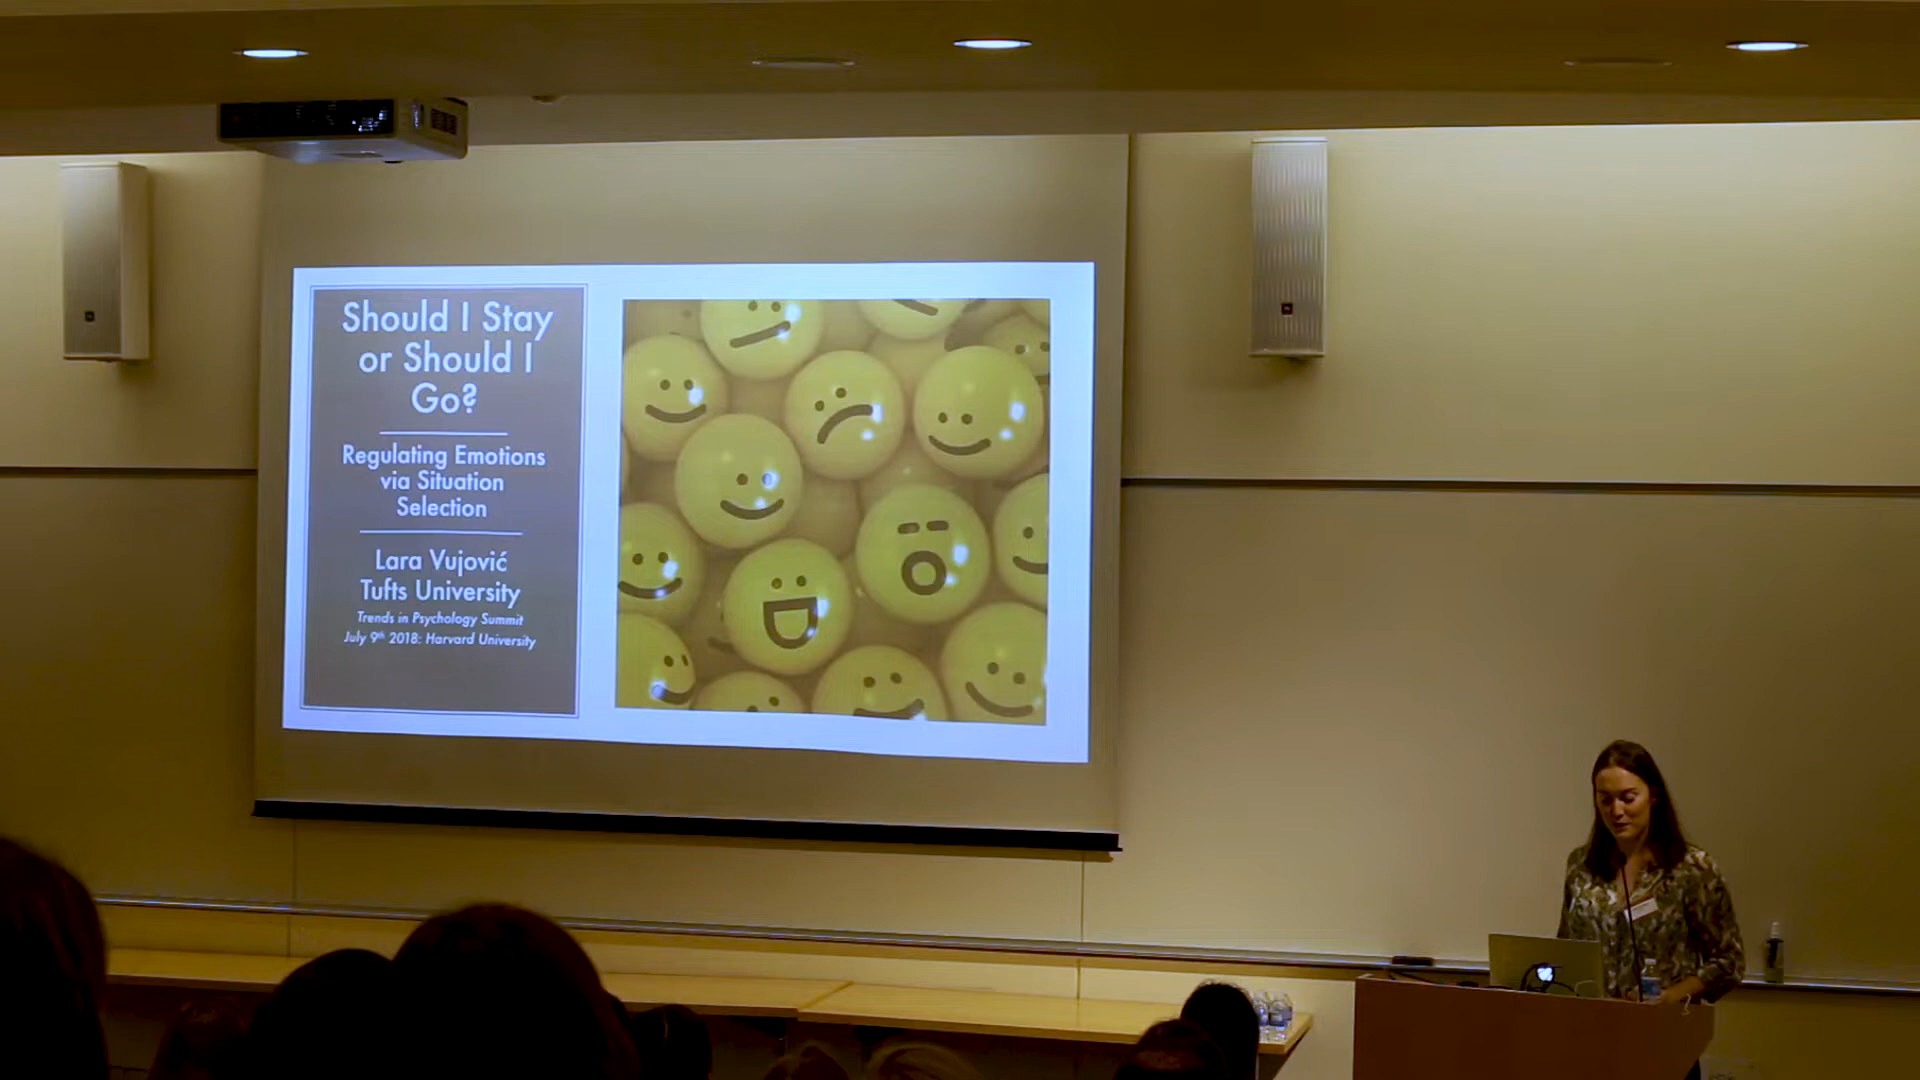 Should I Stay
or Should I
Go?
Regulating Emotions
via Situation
Selection
Lara Vujović
Tufts University
Trends in Psychology Summit
July 9th 2018: Harvard University